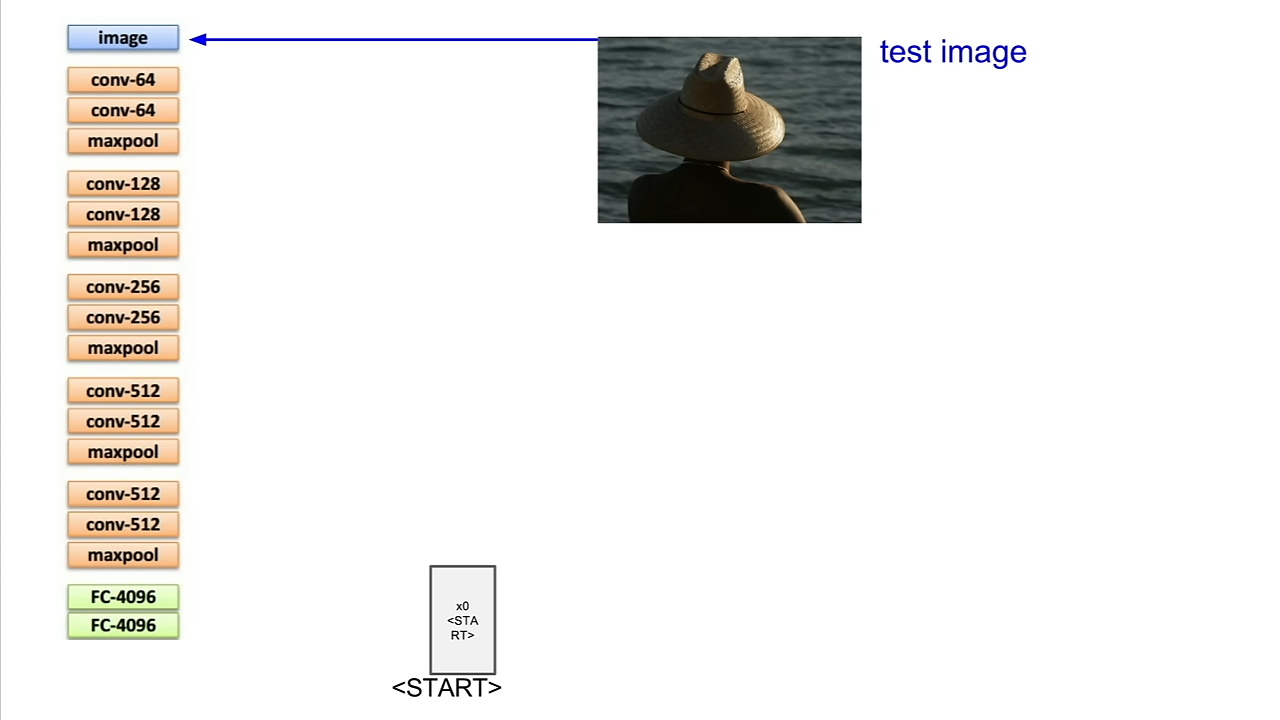 image
test image
conv-64
conv-64
maxpool
conv-128
conv-128
maxpool
conv-256
conv-256
maxpool
conv-512
conv-512
maxpool
conv-512
conv-512
maxpool
FC-4096
FC-4096
x0
<STA
RT>
<START>